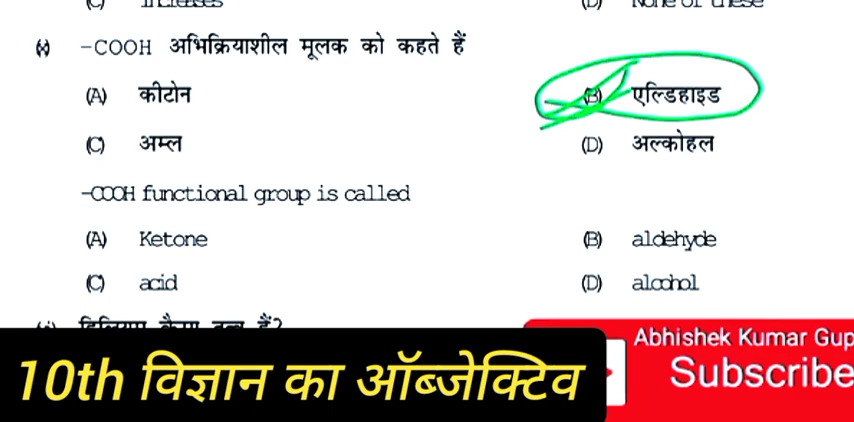 (x) -COOH अभिक्रियाशील मूलक को कहते हैं
(A) कीटोन (B) एल्डिहाइड
(C) अम्ल (D) अल्कोहल
-COOH functional group is called
(A) Ketone (B) aldehyde
(C) acid (D) alcohol
Abhishek Kumar Gup
10th विज्ञान का ऑब्जेक्टिव Subscribe